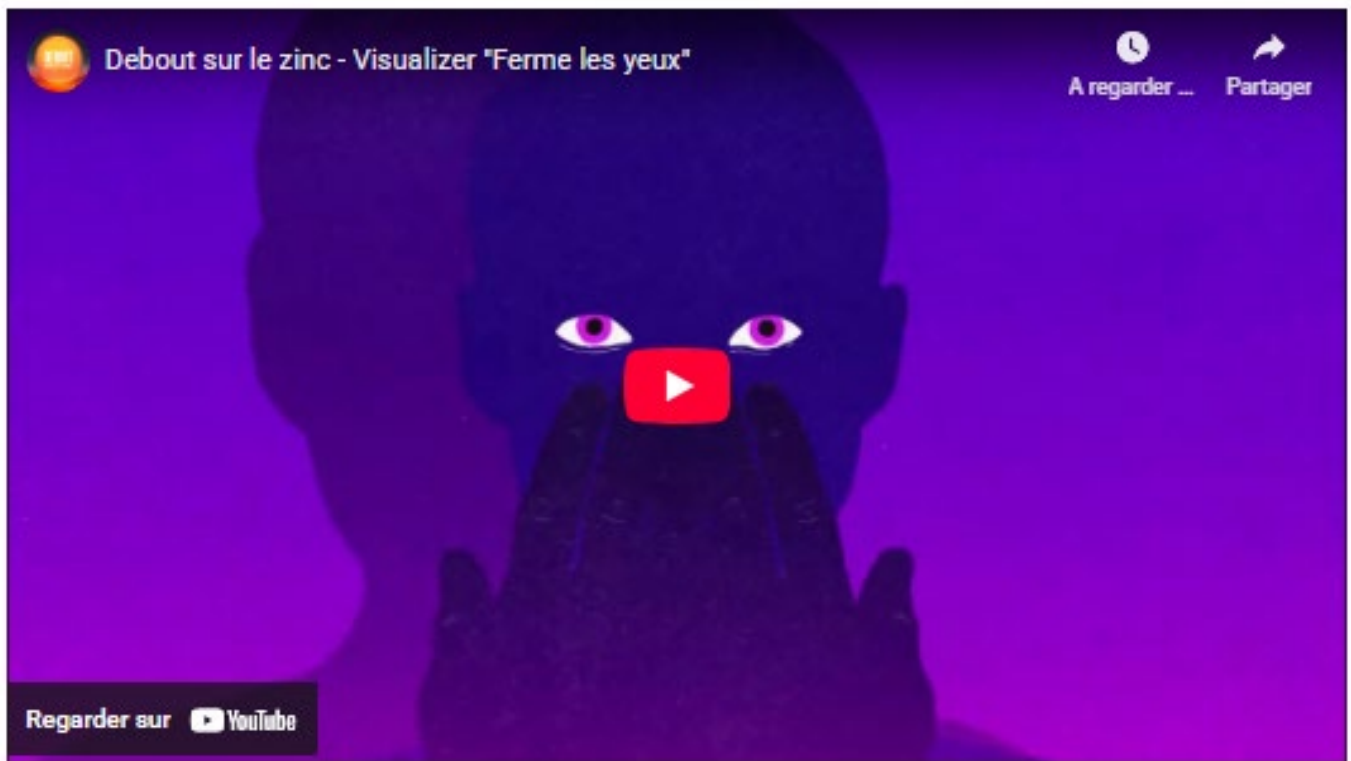 Debout sur le zinc - Visualizer "Ferme les yeux"
A regarder ...
Partager
Regarder sur YouTube